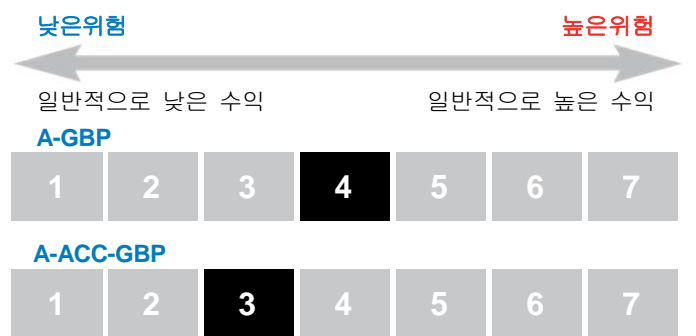 낮은위험 높은위험
일반적으로 낮은 수익 일반적으로 높은 수익
A-GBP
1 2 3 4 5 6 7
A-ACC-GBP
1 2 3 4 5 6 7